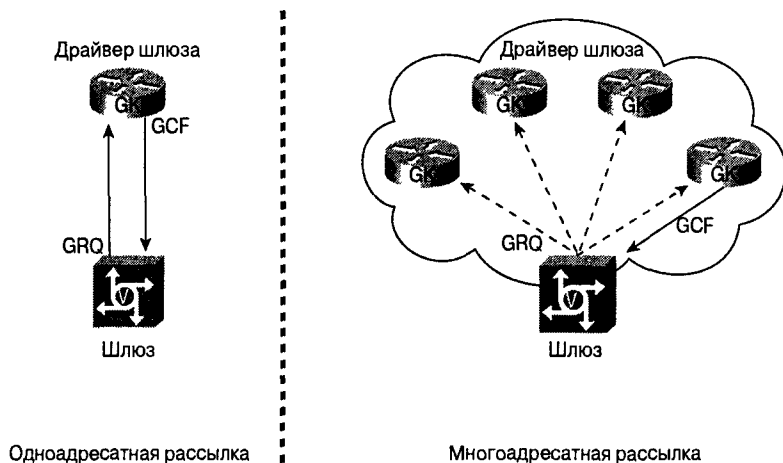 Драйвер шлюза
GK
GCF
GRQ
V
Шлюз
Одноадресатная рассылка
Драйвер шлюза
GK
GK
GK
GK
GRQ
GCF
V
Шлюз
Многоадресатная рассылка